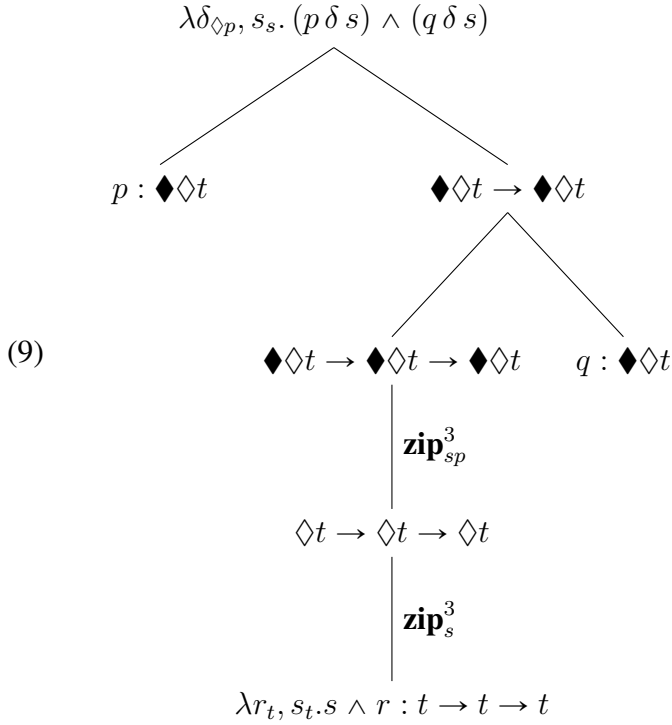 λδ◊p, sₛ. (p δ s) ∧ (q δ s)
p : ♦◊t
♦◊t → ♦◊t
(9)
♦◊t → ♦◊t → ♦◊t
q : ♦◊t
zip³ₛₚ
◊t → ◊t → ◊t
zip³ₛ
λrₜ, sₜ.s ∧ r : t → t → t